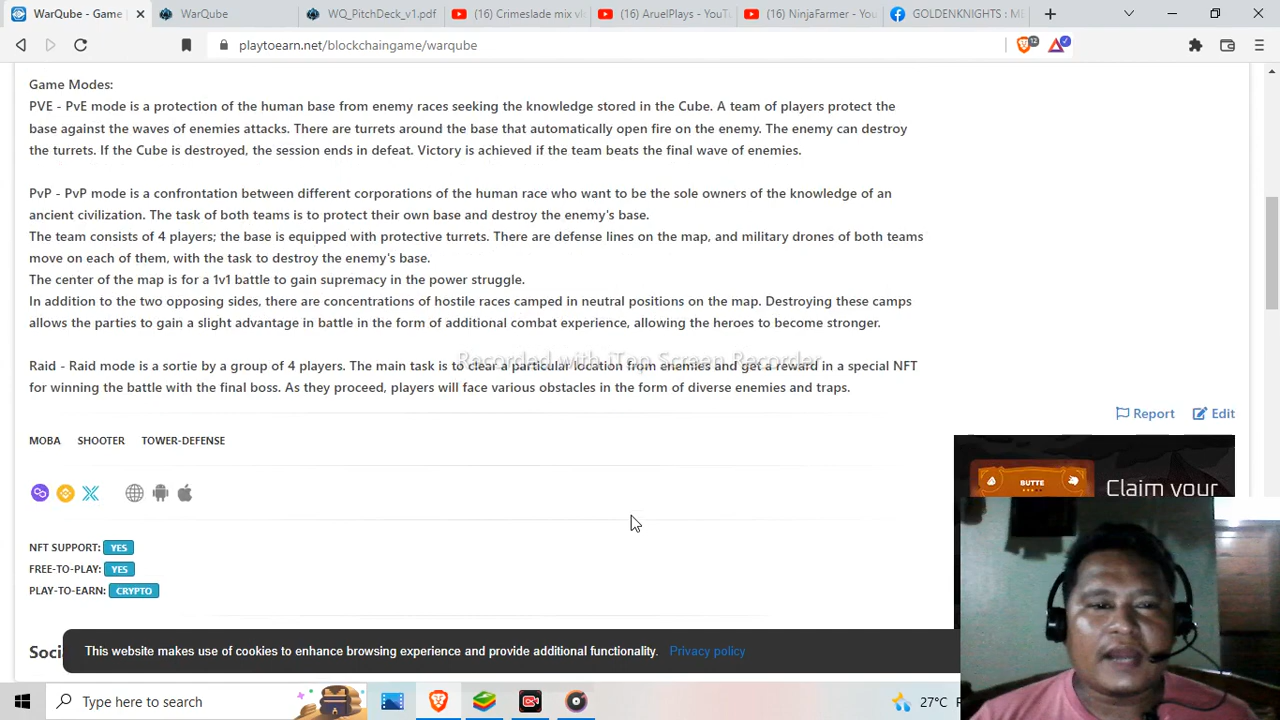 WarQube - Game
WarQube
WQ_PitchDeck_v1.pdf
(16) Crimeslade mix vl
(16) AruelPlays - YouTu
(16) NinjaFarmer - You
GOLDENKNIGHTS : M
playtoearn.net/blockchaingame/warqube
12
Game Modes:
PVE - PvE mode is a protection of the human base from enemy races seeking the knowledge stored in the Cube. A team of players protect the
base against the waves of enemies attacks. There are turrets around the base that automatically open fire on the enemy. The enemy can destroy
the turrets. If the Cube is destroyed, the session ends in defeat. Victory is achieved if the team beats the final wave of enemies.
PvP - PvP mode is a confrontation between different corporations of the human race who want to be the sole owners of the knowledge of an
ancient civilization. The task of both teams is to protect their own base and destroy the enemy's base.
The team consists of 4 players; the base is equipped with protective turrets. There are defense lines on the map, and military drones of both teams
move on each of them, with the task to destroy the enemy's base.
The center of the map is for a 1v1 battle to gain supremacy in the power struggle.
In addition to the two opposing sides, there are concentrations of hostile races camped in neutral positions on the map. Destroying these camps
allows the parties to gain a slight advantage in battle in the form of additional combat experience, allowing the heroes to become stronger.
Recorded with iTop Screen Recorder
Raid - Raid mode is a sortie by a group of 4 players. The main task is to clear a particular location from enemies and get a reward in a special NFT
for winning the battle with the final boss. As they proceed, players will face various obstacles in the form of diverse enemies and traps.
Report Edit
MOBA SHOOTER TOWER-DEFENSE
BUTTE
Claim your
NFT SUPPORT: YES
FREE-TO-PLAY: YES
PLAY-TO-EARN: CRYPTO
Soci
This website makes use of cookies to enhance browsing experience and provide additional functionality. Privacy policy
Type here to search
27°C